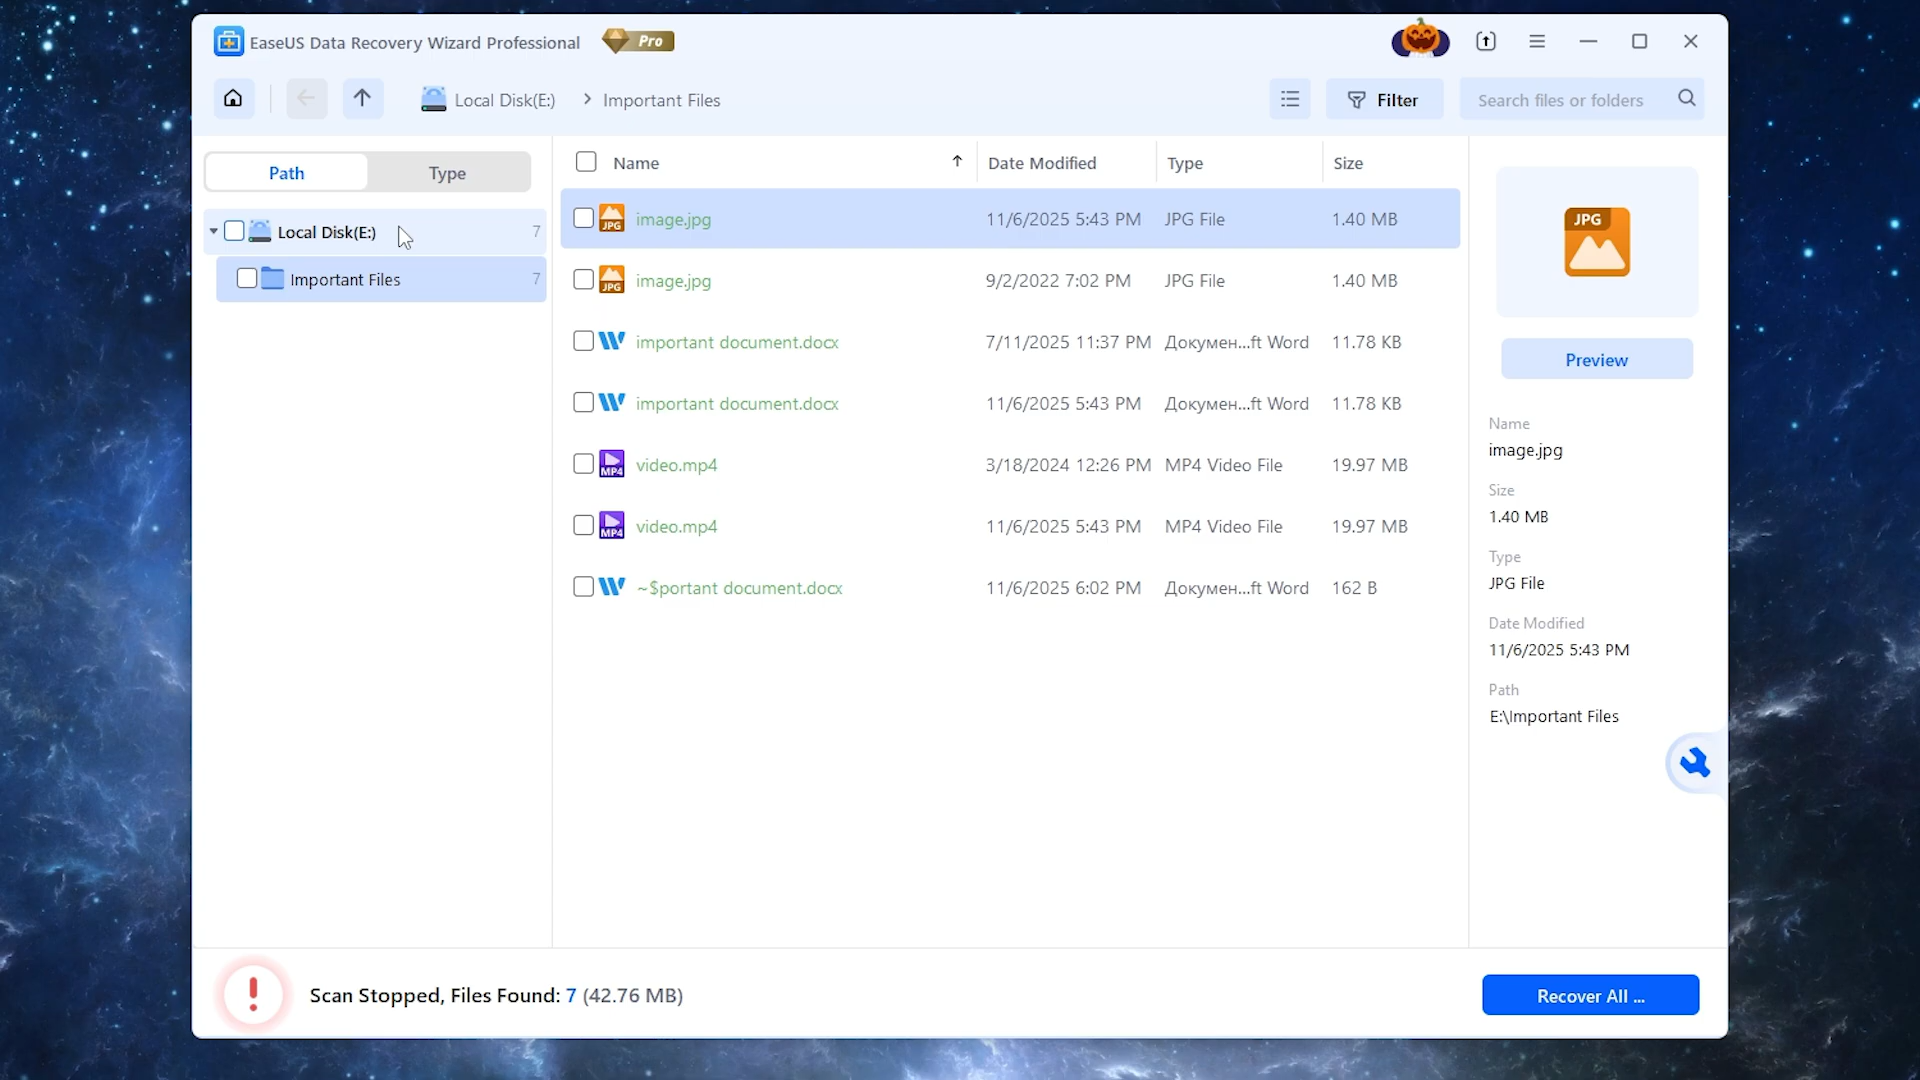 EaseUS Data Recovery Wizard Professional Pro
Local Disk(E:) > Important Files
Filter
Search files or folders
Path Type
Local Disk(E:) 7
Important Files 7
Name Date Modified Type Size
image.jpg 11/6/2025 5:43 PM JPG File 1.40 MB
image.jpg 9/2/2022 7:02 PM JPG File 1.40 MB
important document.docx 7/11/2025 11:37 PM Докумен...ft Word 11.78 KB
important document.docx 11/6/2025 5:43 PM Докумен...ft Word 11.78 KB
video.mp4 3/18/2024 12:26 PM MP4 Video File 19.97 MB
video.mp4 11/6/2025 5:43 PM MP4 Video File 19.97 MB
~$portant document.docx 11/6/2025 6:02 PM Докумен...ft Word 162 B
JPG
Preview
Name
image.jpg
Size
1.40 MB
Type
JPG File
Date Modified
11/6/2025 5:43 PM
Path
E:\Important Files
Scan Stopped, Files Found: 7 (42.76 MB)
Recover All ...